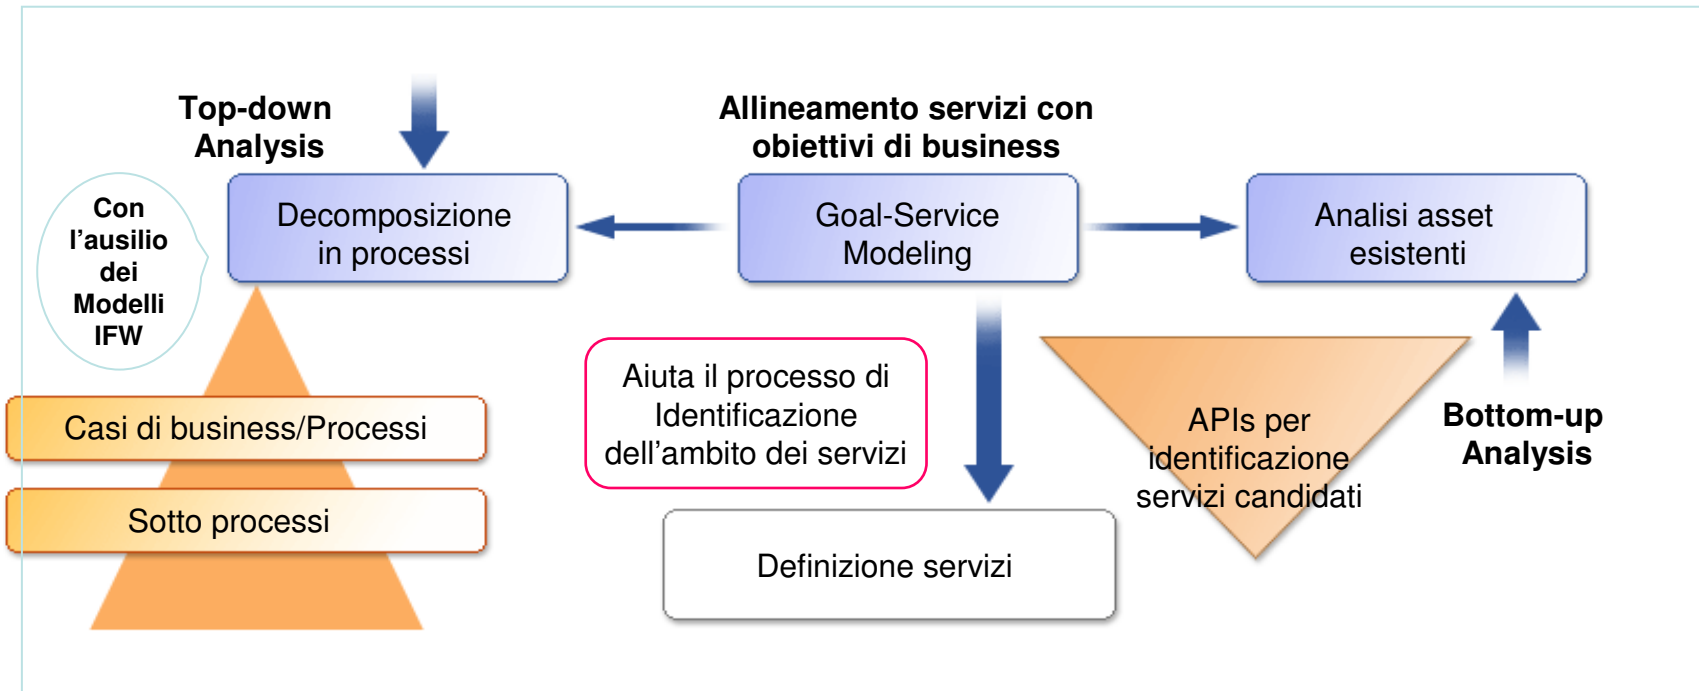 Top-down
Analysis
Allineamento servizi con
obiettivi di business
Con
l'ausilio
dei
Modelli
IFW
Decomposizione
in processi
Goal-Service
Modeling
Analisi asset
esistenti
Casi di business/Processi
Sotto processi
Aiuta il processo di
Identificazione
dell'ambito dei servizi
APIs per
identificazione
servizi candidati
Bottom-up
Analysis
Definizione servizi